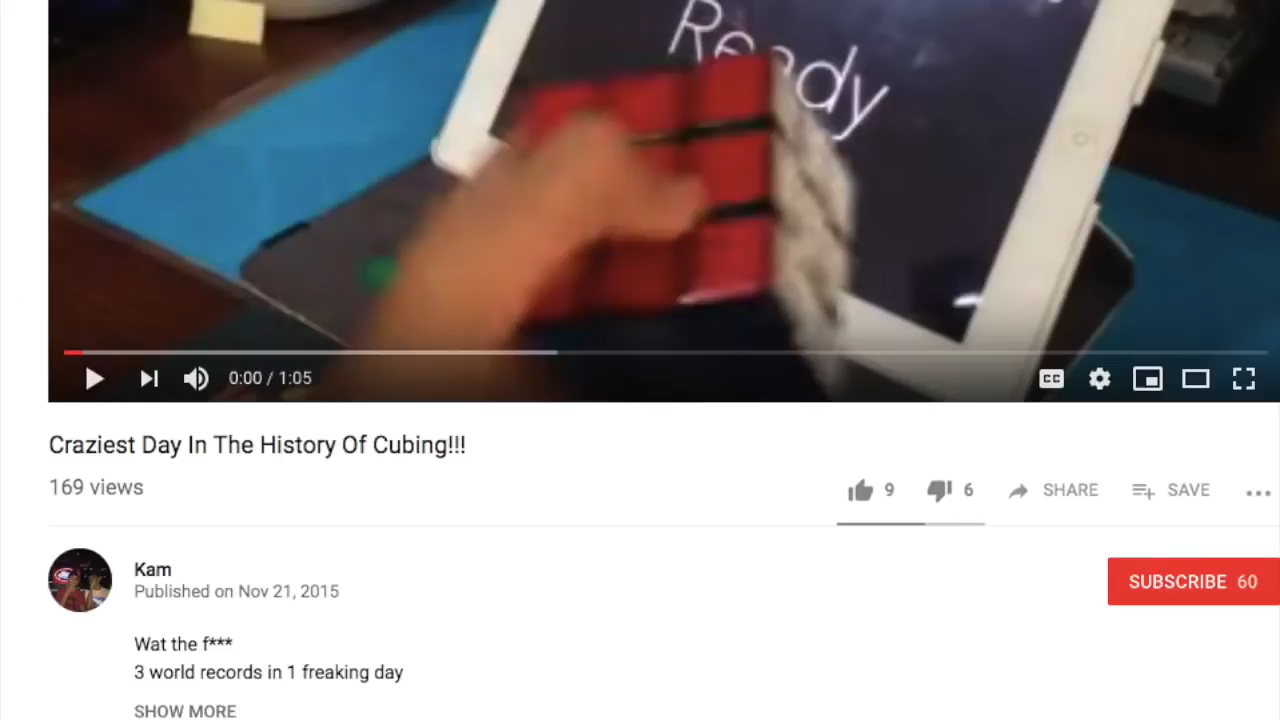 Ready
0:00 / 1:05
CC
Craziest Day In The History Of Cubing!!!
169 views
9
6
SHARE
SAVE
Kam
Published on Nov 21, 2015
SUBSCRIBE 60
Wat the f***
3 world records in 1 freaking day
SHOW MORE